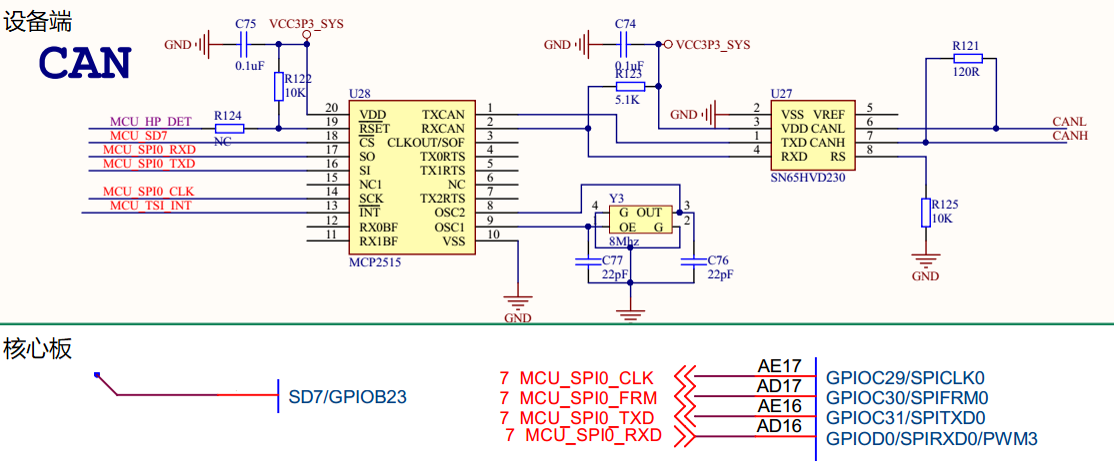 设备端
CAN
C75
VCC3P3_SYS
GND
0.1uF
R122
10K
C74
GND
VCC3P3_SYS
0.1uF
R123
5.1K
R121
120R
MCU_HP_DET
R124
NC
MCU_SD7
MCU_SPI0_RXD
MCU_SPI0_TXD
MCU_SPI0_CLK
MCU_TSI_INT
U28
20 VDD TXCAN 1
19 RSET RXCAN 2
18 CS CLKOUT/SOF 3
17 SO TX0RTS 4
16 SI TX1RTS 5
15 NC1 NC 6
14 SCK TX2RTS 7
13 INT OSC2 8
12 RX0BF OSC1 9
11 RX1BF VSS 10
MCP2515
GND
U27
GND
2 VSS VREF 5
3 VDD CANL 6
1 TXD CANH 7
4 RXD RS 8
SN65HVD230
CANL
CANH
R125
10K
GND
Y3
4 G OUT 3
1 OE G 2
8Mhz
C77
22pF
C76
22pF
GND
核心板
SD7/GPIOB23
7 MCU_SPI0_CLK AE17 GPIOC29/SPICLK0
7 MCU_SPI0_FRM AD17 GPIOC30/SPIFRM0
7 MCU_SPI0_TXD AE16 GPIOC31/SPITXD0
7 MCU_SPI0_RXD AD16 GPIOD0/SPIRXD0/PWM3